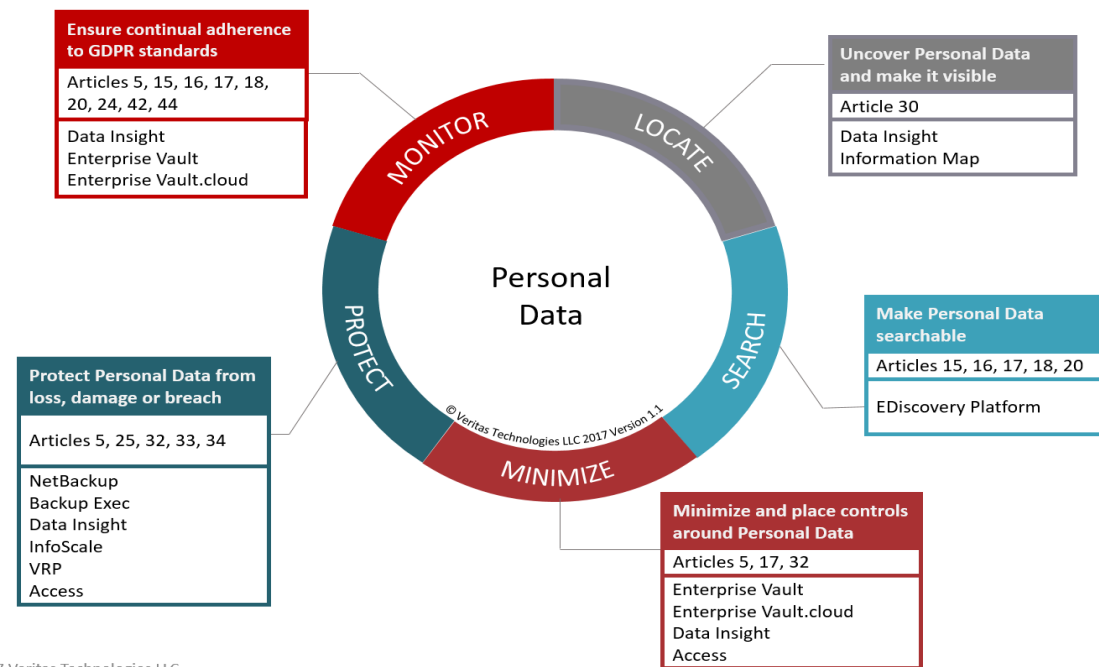 Ensure continual adherence
to GDPR standards
Articles 5, 15, 16, 17, 18,
20, 24, 42, 44
Data Insight
Enterprise Vault
Enterprise Vault.cloud
Uncover Personal Data
and make it visible
Article 30
Data Insight
Information Map
MONITOR
LOCATE
Personal
Data
PROTECT
SEARCH
MINIMIZE
© Veritas Technologies LLC 2017 Version 1.1
Make Personal Data
searchable
Articles 15, 16, 17, 18, 20
EDiscovery Platform
Protect Personal Data from
loss, damage or breach
Articles 5, 25, 32, 33, 34
NetBackup
Backup Exec
Data Insight
InfoScale
VRP
Access
Minimize and place controls
around Personal Data
Articles 5, 17, 32
Enterprise Vault
Enterprise Vault.cloud
Data Insight
Access
Veritas Technologies LLC